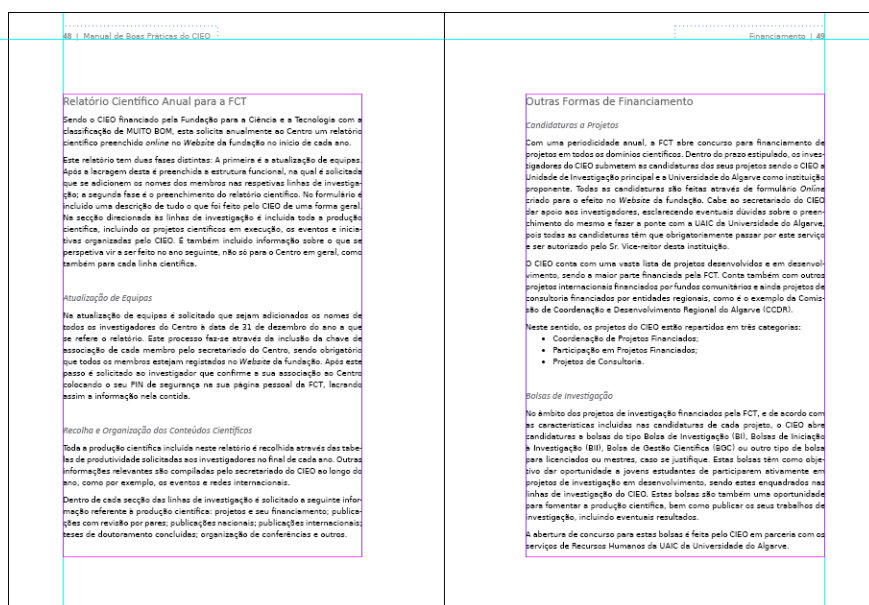 48 | Manual de Boas Práticas do CIEO
Relatório Científico Anual para a FCT
Sendo o CIEO financiado pela Fundação para a Ciência e a Tecnologia com a
classificação de MUITO BOM, esta solicita anualmente ao Centro um relatório
científico preenchido online no Website da fundação no início de cada ano.
Este relatório tem duas fases distintas: A primeira é a atualização de equipas.
Após a lacragem desta é preenchida a estrutura funcional, na qual é solicitada
que se adicionem os nomes dos membros nas respetivas linhas de investiga-
ção; a segunda fase é o preenchimento do relatório científico. No formulário é
incluído uma descrição de tudo o que foi feito pelo CIEO de uma forma geral.
Na secção direcionada às linhas de investigação é incluída toda a produção
científica, incluindo os projetos científicos em execução, os eventos e inicia-
tivas organizadas pelo CIEO. É também incluído informação sobre o que se
perspetiva vir a ser feito no ano seguinte, não só para o Centro em geral, como
também para cada linha científica.
Atualização de Equipas
Na atualização de equipas é solicitado que sejam adicionados os nomes de
todos os investigadores do Centro à data de 31 de dezembro do ano a que
se refere o relatório. Este processo faz-se através da inclusão da chave de
associação de cada membro pelo secretariado do Centro, sendo obrigatório
que todos os membros estejam registados no Website da fundação. Após este
passo é solicitado ao investigador que confirme a sua associação ao Centro
colocando o seu PIN de segurança na sua página pessoal da FCT, lacrando
assim a informação nela contida.
Recolha e Organização dos Conteúdos Científicos
Toda a produção científica incluída neste relatório é recolhida através das tabe-
las de produtividade solicitadas aos investigadores no final de cada ano. Outras
informações relevantes são compiladas pelo secretariado do CIEO ao longo do
ano, como por exemplo, os eventos e redes internacionais.
Dentro de cada secção das linhas de investigação é solicitado a seguinte infor-
mação referente à produção científica: projetos e seu financiamento; publica-
ções com revisão por pares; publicações nacionais; publicações internacionais;
teses de doutoramento concluídas; organização de conferências e outros.
Financiamento | 49
Outras Formas de Financiamento
Candidaturas a Projetos
Com uma periodicidade anual, a FCT abre concurso para financiamento de
projetos em todos os domínios científicos. Dentro do prazo estipulado, os inves-
tigadores do CIEO submetem as candidaturas dos seus projetos sendo o CIEO a
Unidade de Investigação principal e a Universidade do Algarve como instituição
proponente. Todas as candidaturas são feitas através de formulário Online
criado para o efeito no Website da fundação. Cabe ao secretariado do CIEO
dar apoio aos investigadores, esclarecendo eventuais dúvidas sobre o preen-
chimento do mesmo e fazer a ponte com a UAIC da Universidade do Algarve,
pois todas as candidaturas têm que obrigatoriamente passar por este serviço
e ser autorizado pelo Sr. Vice-reitor desta instituição.
O CIEO conta com uma vasta lista de projetos desenvolvidos e em desenvol-
vimento, sendo a maior parte financiada pela FCT. Conta também com outros
projetos internacionais financiados por fundos comunitários e ainda projetos de
consultoria financiados por entidades regionais, como é o exemplo da Comis-
são de Coordenação e Desenvolvimento Regional do Algarve (CCDR).
Neste sentido, os projetos do CIEO estão repartidos em três categorias:
• Coordenação de Projetos Financiados;
• Participação em Projetos Financiados;
• Projetos de Consultoria.
Bolsas de Investigação
No âmbito dos projetos de investigação financiados pela FCT, e de acordo com
as características incluídas nas candidaturas de cada projeto, o CIEO abre
candidaturas a bolsas do tipo Bolsa de Investigação (BI), Bolsas de Iniciação
à Investigação (BII), Bolsa de Gestão Científica (BGC) ou outro tipo de bolsa
para licenciados ou mestres, caso se justifique. Estas bolsas têm como obje-
tivo dar oportunidade a jovens estudantes de participarem ativamente em
projetos de investigação em desenvolvimento, sendo estes enquadrados nas
linhas de investigação do CIEO. Estas bolsas são também uma oportunidade
para fomentar a produção científica, bem como publicar os seus trabalhos de
investigação, incluindo eventuais resultados.
A abertura de concurso para estas bolsas é feita pelo CIEO em parceria com os
serviços de Recursos Humanos da UAIC da Universidade do Algarve.